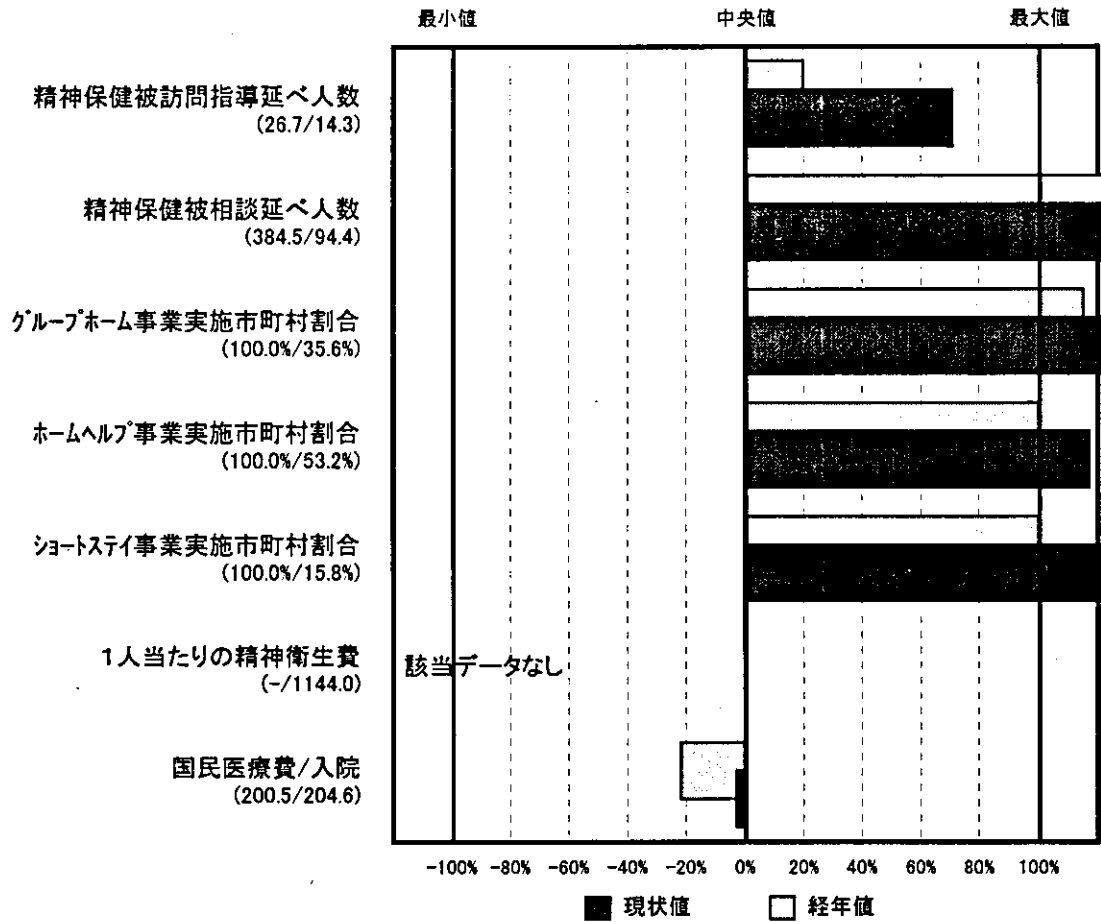 最小値 中央値 最大値
精神保健被訪問指導延べ人数
(26.7/14.3)
精神保健被相談延べ人数
(384.5/94.4)
グループホーム事業実施市町村割合
(100.0%/35.6%)
ホームヘルプ事業実施市町村割合
(100.0%/53.2%)
ショートステイ事業実施市町村割合
(100.0%/15.8%)
1人当たりの精神衛生費
(-/1144.0)
該当データなし
国民医療費/入院
(200.5/204.6)
-100% -80% -60% -40% -20% 0% 20% 40% 60% 80% 100%
現状値 経年値